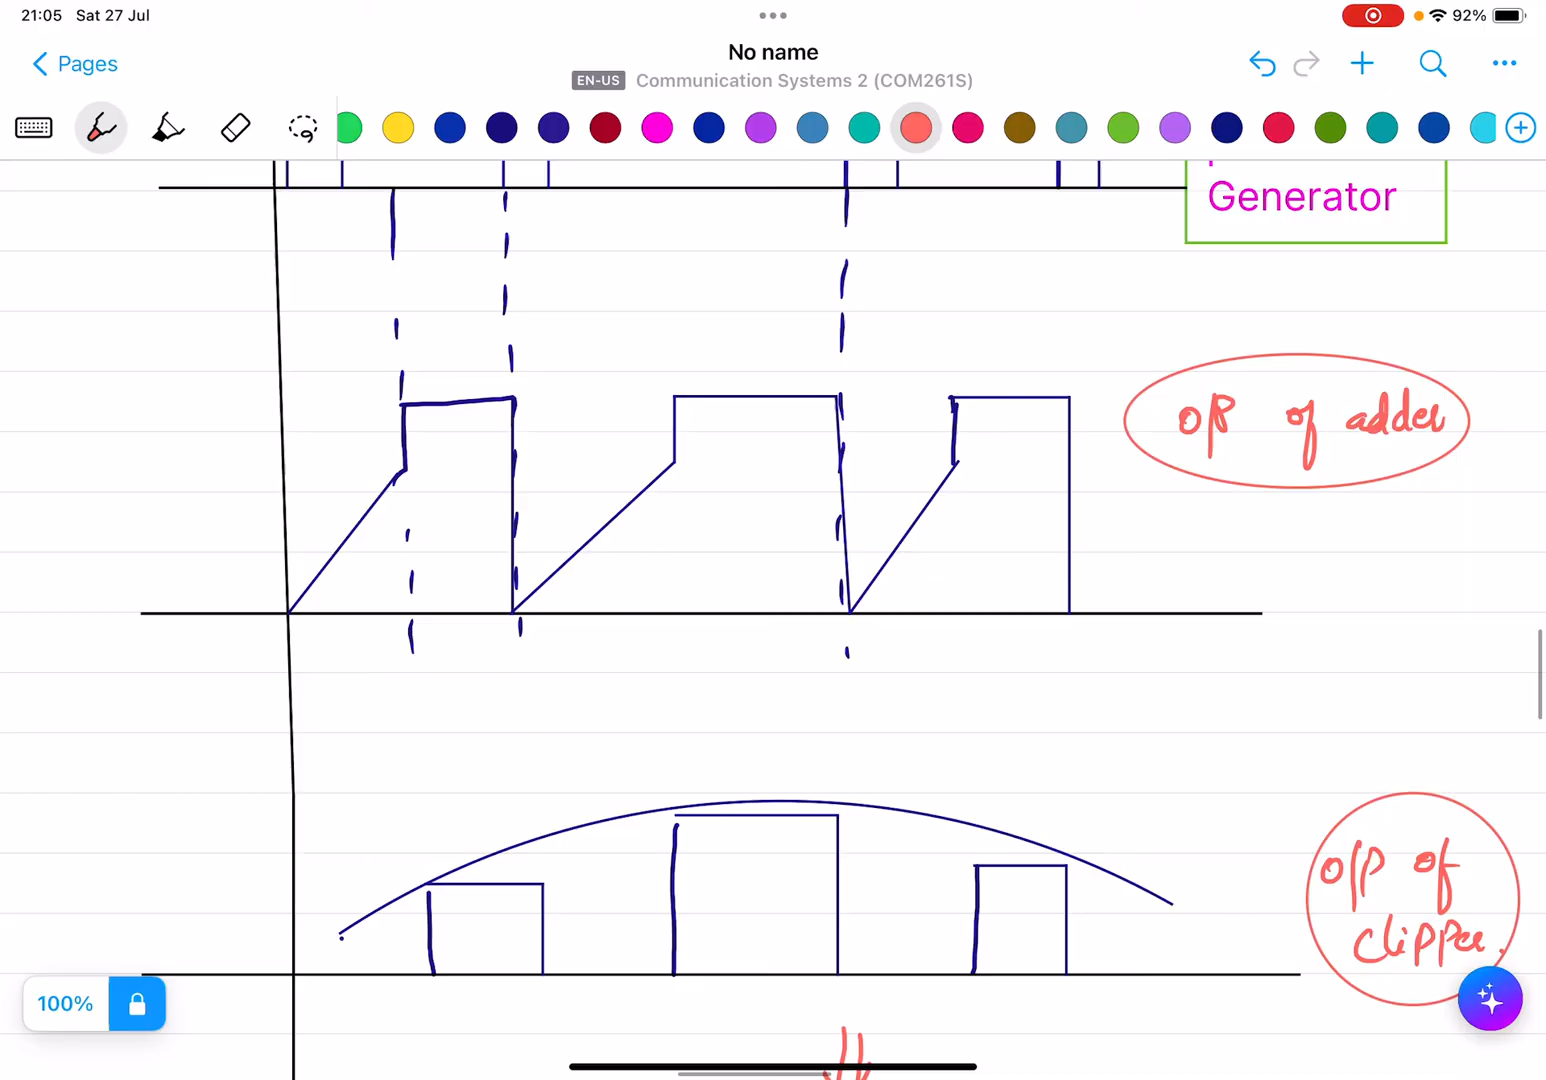 21:05 Sat 27 Jul
92%
Pages
No name
EN-US Communication Systems 2 (COM261S)
Generator
O/P of adder
O/P of
clipper.
100%